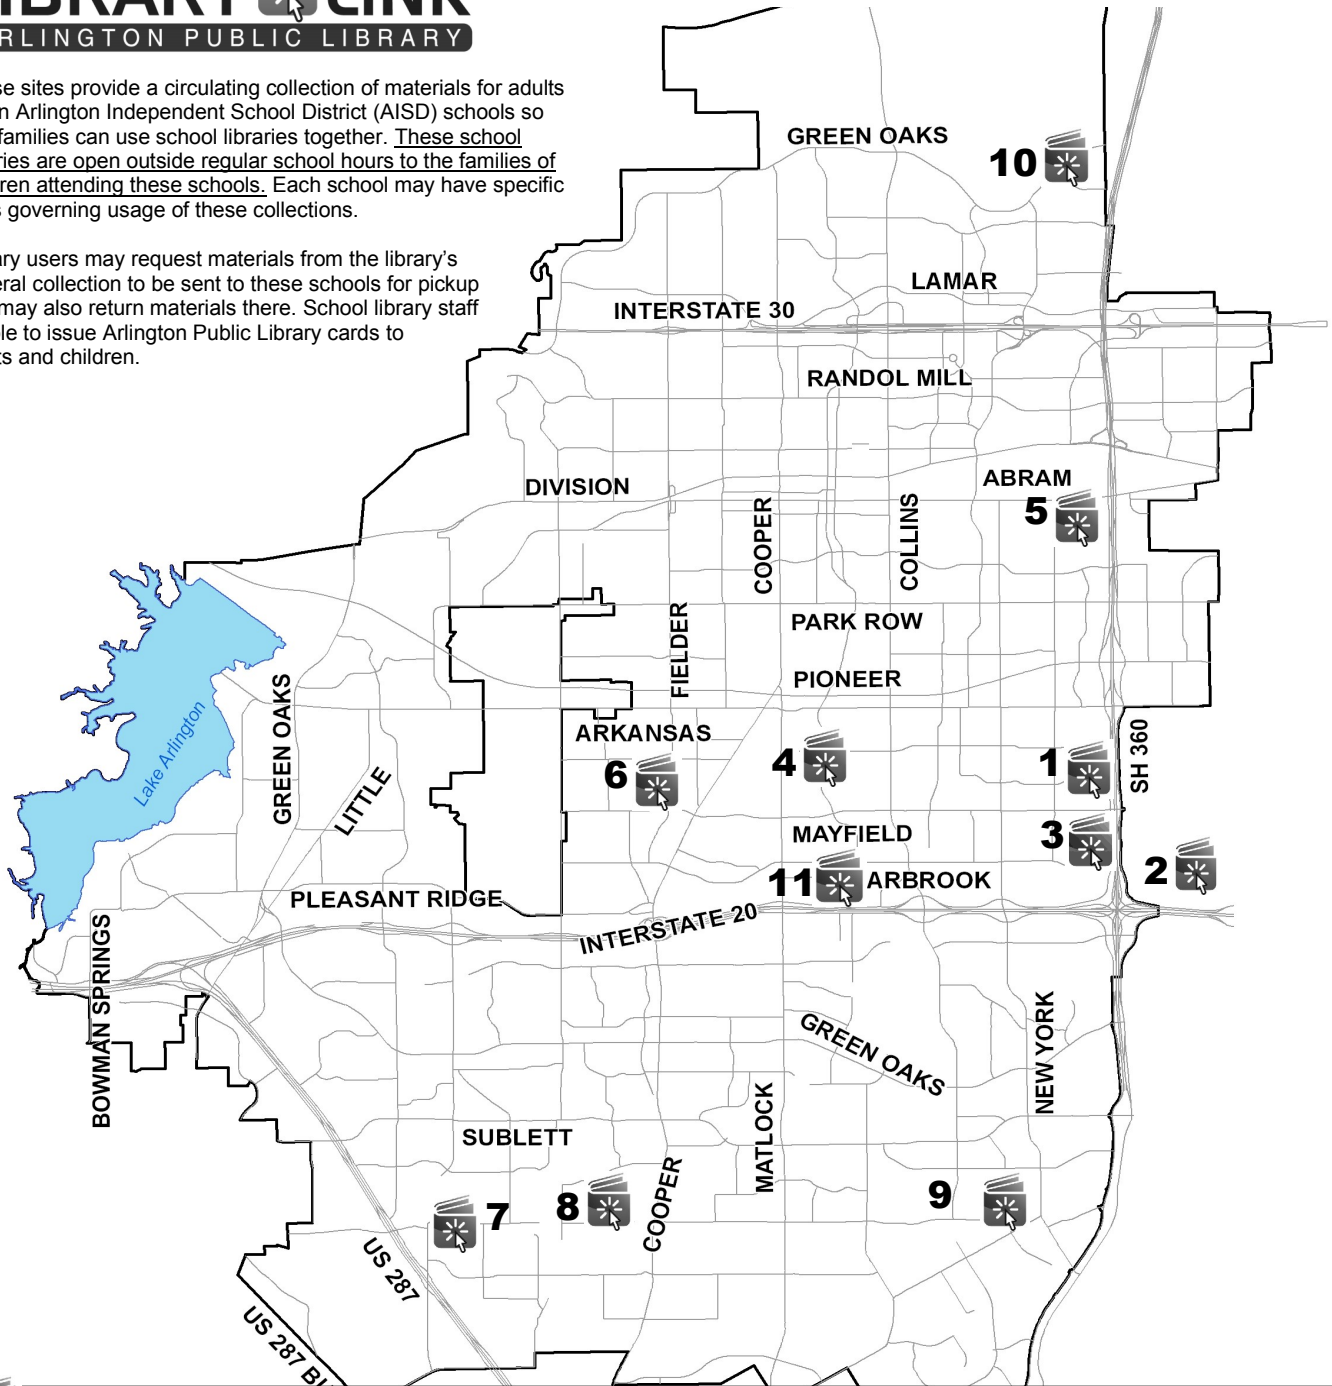 IBRARY LINK
RLINGTON PUBLIC LIBRARY
se sites provide a circulating collection of materials for adults
n Arlington Independent School District (AISD) schools so
families can use school libraries together. These school
ries are open outside regular school hours to the families of
ren attending these schools. Each school may have specific
s governing usage of these collections.
ary users may request materials from the library's
eral collection to be sent to these schools for pickup
may also return materials there. School library staff
le to issue Arlington Public Library cards to
ts and children.
GREEN OAKS
10
LAMAR
INTERSTATE 30
RANDOL MILL
ABRAM
DIVISION
5
COOPER
COLLINS
PARK ROW
FIELDER
PIONEER
GREEN OAKS
Lake Arlington
ARKANSAS
SH 360
4
1
6
LITTLE
MAYFIELD
3
2
11
ARBROOK
PLEASANT RIDGE
INTERSTATE 20
BOWMAN SPRINGS
GREEN OAKS
NEW YORK
MATLOCK
SUBLETT
COOPER
7
8
9
US 287
US 287 BU